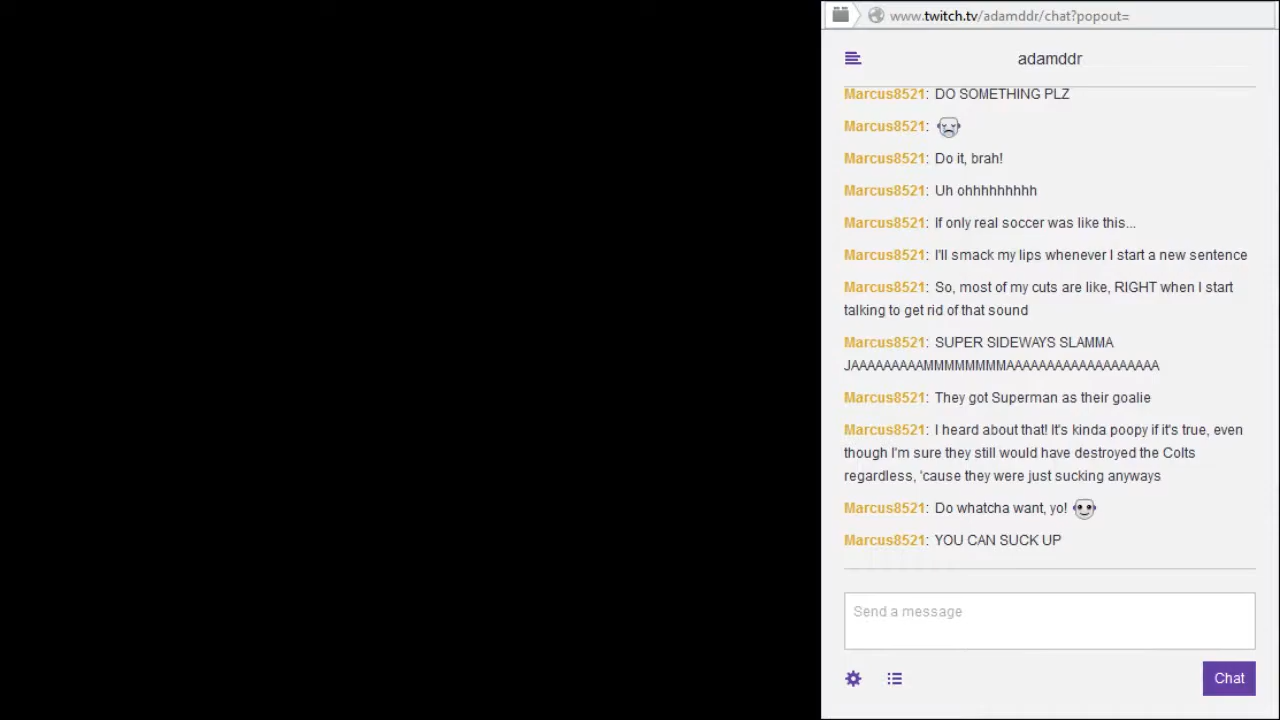 www.twitch.tv/adamddr/chat?popout=
adamddr
Marcus8521: DO SOMETHING PLZ
Marcus8521:
Marcus8521: Do it, brah!
Marcus8521: Uh ohhhhhhhhh
Marcus8521: If only real soccer was like this...
Marcus8521: I'll smack my lips whenever I start a new sentence
Marcus8521: So, most of my cuts are like, RIGHT when I start
talking to get rid of that sound
Marcus8521: SUPER SIDEWAYS SLAMMA
JAAAAAAAAAMMMMMMMMAAAAAAAAAAAAAAAAAAA
Marcus8521: They got Superman as their goalie
Marcus8521: I heard about that! It's kinda poopy if it's true, even
though I'm sure they still would have destroyed the Colts
regardless, 'cause they were just sucking anyways
Marcus8521: Do whatcha want, yo!
Marcus8521: YOU CAN SUCK UP
Send a message
Chat